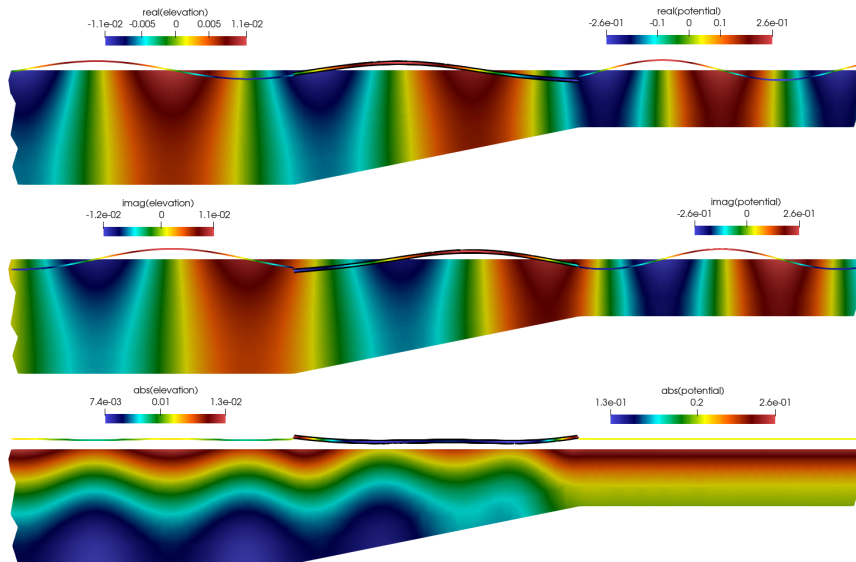 real(elevation)
-1.1e-02 -0.005 0 0.005 1.1e-02
real(potential)
-2.6e-01 -0.1 0 0.1 2.6e-01
imag(elevation)
-1.2e-02 0 1.1e-02
imag(potential)
-2.6e-01 0 2.6e-01
abs(elevation)
7.4e-03 0.01 1.3e-02
abs(potential)
1.3e-01 0.2 2.6e-01